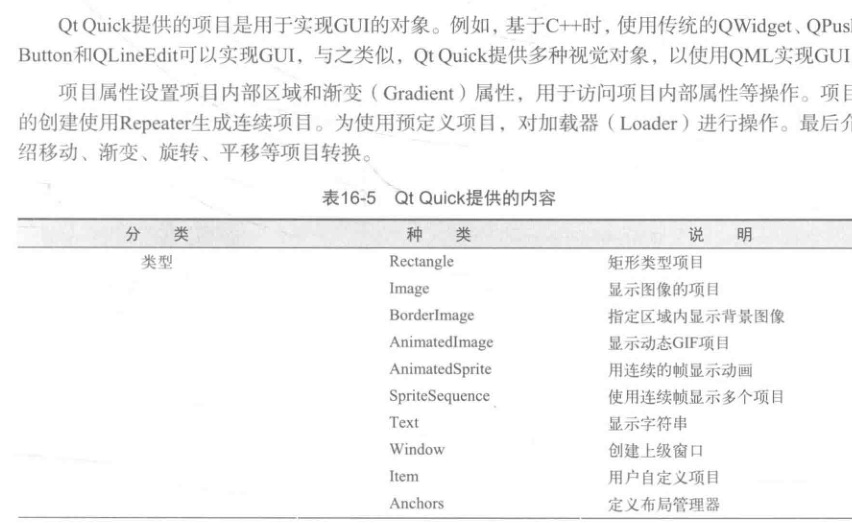 Qt Quick提供的项目是用于实现GUI的对象。例如，基于C++时，使用传统的QWidget、QPush
Button和QLineEdit可以实现GUI，与之类似，Qt Quick提供多种视觉对象，以使用QML实现GUI
项目属性设置项目内部区域和渐变（Gradient）属性，用于访问项目内部属性等操作。项目
的创建使用Repeater生成连续项目。为使用预定义项目，对加载器（Loader）进行操作。最后介
绍移动、渐变、旋转、平移等项目转换。
表16-5 Qt Quick提供的内容
分 类 种 类 说 明
类型 Rectangle 矩形类型项目
Image 显示图像的项目
BorderImage 指定区域内显示背景图像
AnimatedImage 显示动态GIF项目
AnimatedSprite 用连续的帧显示动画
SpriteSequence 使用连续帧显示多个项目
Text 显示字符串
Window 创建上级窗口
Item 用户自定义项目
Anchors 定义布局管理器